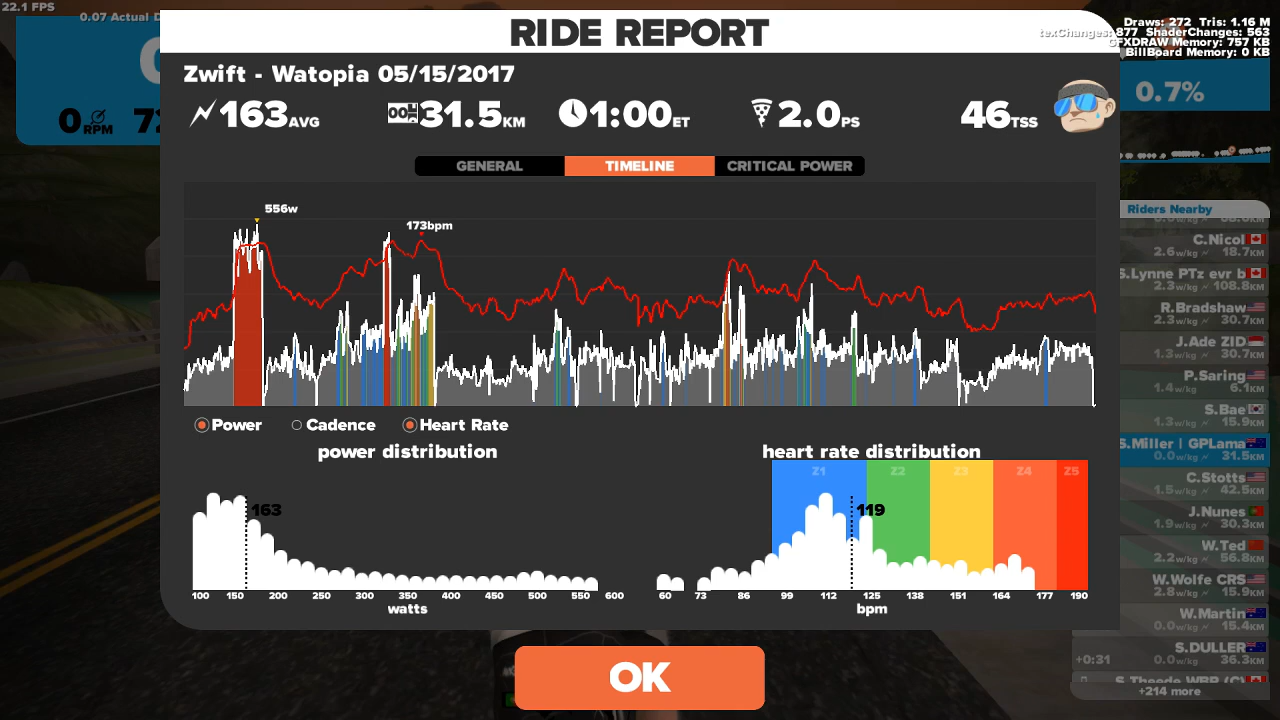 22.1 FPS
0.07 Actual D
RIDE REPORT
Draws: 272 Tris: 1.16 M
texChanges: 877 ShaderChanges: 563
GFXDRAW Memory: 757 KB
BillBoard Memory: 0 KB
Zwift - Watopia 05/15/2017
163AVG
31.5KM
1:00ET
2.0PS
46TSS
0RPM
0.7%
GENERAL
TIMELINE
CRITICAL POWER
556w
173bpm
Power
Cadence
Heart Rate
power distribution
heart rate distribution
Z1 Z2 Z3 Z4 Z5
163
119
100 150 200 250 300 350 400 450 500 550 600
60 73 86 99 112 125 138 151 164 177 190
watts
bpm
OK
Riders Nearby
C.Nicol
2.6w/kg 18.7KM
S.Lynne PTz evr b
2.3w/kg 108.8KM
R.Bradshaw
2.3w/kg 30.7KM
J.Ade ZID
1.3w/kg 30.7KM
P.Saring
1.4w/kg 6.1KM
S.Bae
1.3w/kg 15.9KM
S.Miller | GPLama
0.0w/kg 31.5KM
C.Stotts
1.5w/kg 42.5KM
J.Nunes
1.9w/kg 30.3KM
W.Ted
2.2w/kg 56.8KM
W.Wolfe CRS
2.8w/kg 15.9KM
W.Martin
0.0w/kg 15.4KM
S.DULLER
+0:31 0.0w/kg 36.3KM
S.Theede WBR (C)
+214 more